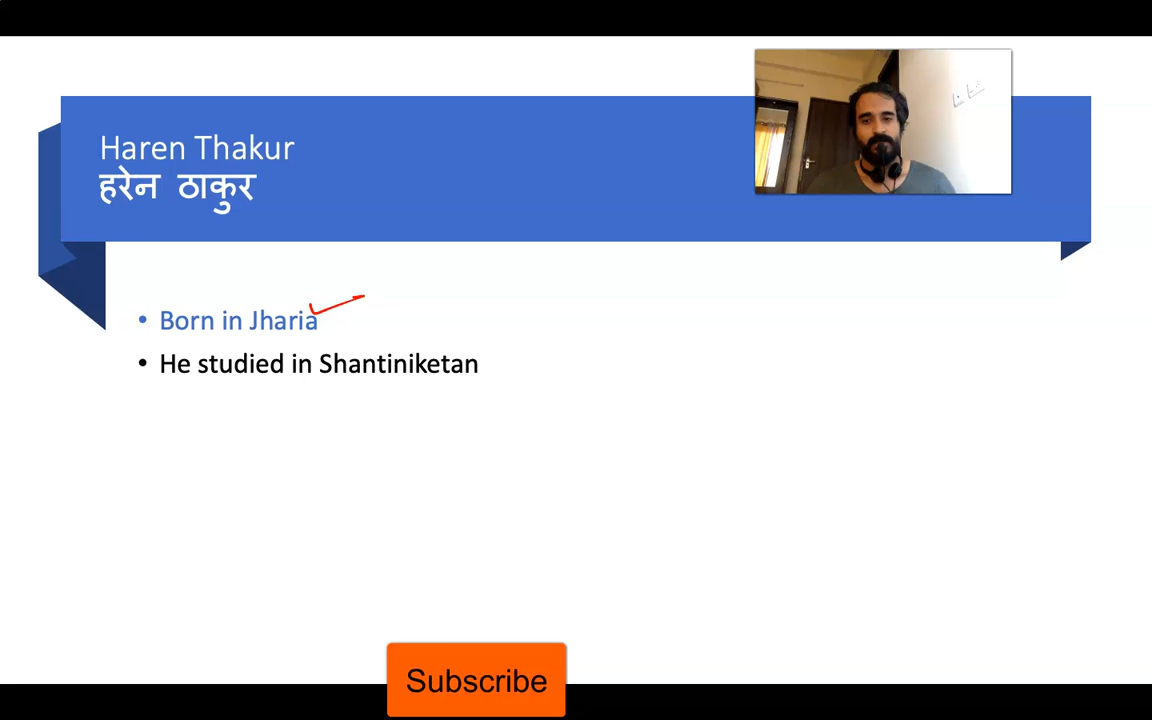 Haren Thakur
हरेन ठाकुर
• Born in Jharia
• He studied in Shantiniketan
Subscribe